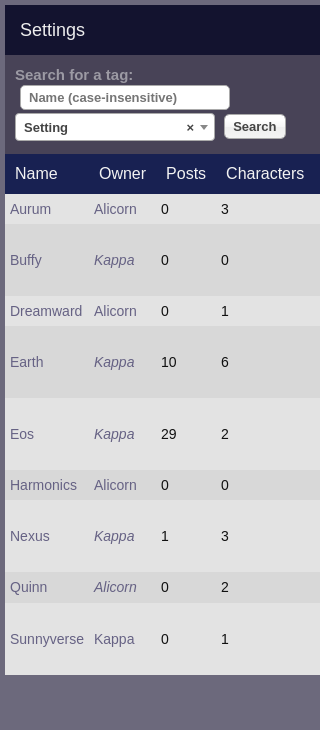 Settings
Search for a tag:
Name (case-insensitive)
Setting × Search
Name Owner Posts Characters
Aurum Alicorn 0 3
Buffy Kappa 0 0
Dreamward Alicorn 0 1
Earth Kappa 10 6
Eos Kappa 29 2
Harmonics Alicorn 0 0
Nexus Kappa 1 3
Quinn Alicorn 0 2
Sunnyverse Kappa 0 1